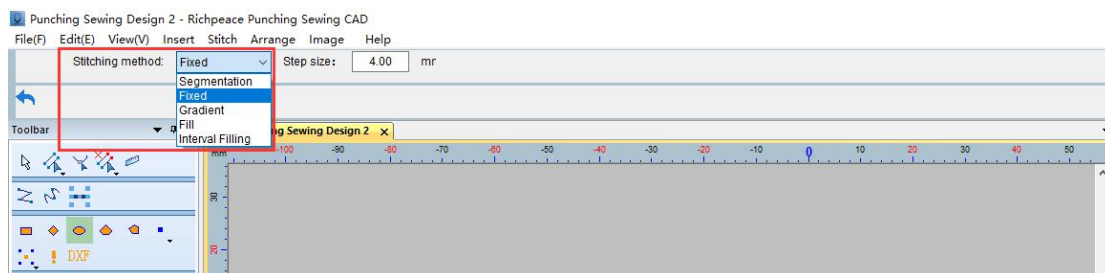 Punching Sewing Design 2 - Richpeace Punching Sewing CAD
File(F) Edit(E) View(V) Insert Stitch Arrange Image Help
Stitching method: Fixed Step size: 4.00 mr
Segmentation
Fixed
Gradient
Fill
Interval Filling
Toolbar
ng Sewing Design 2 x
mm -100 -90 -80 -70 -60 -50 -40 -30 -20 -10 0 10 20 30 40 50
30
20
DXF